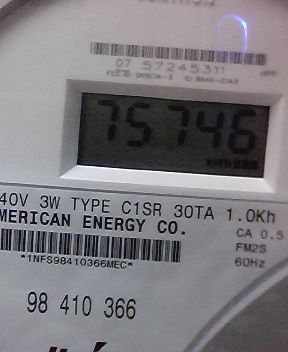 07 57245311
75746
kWh 888
40V 3W TYPE C1SR 30TA 1.0Kh
MERICAN ENERGY CO.
CA 0.5
FM2S
*1NFS98410366MEC*
60Hz
98 410 366